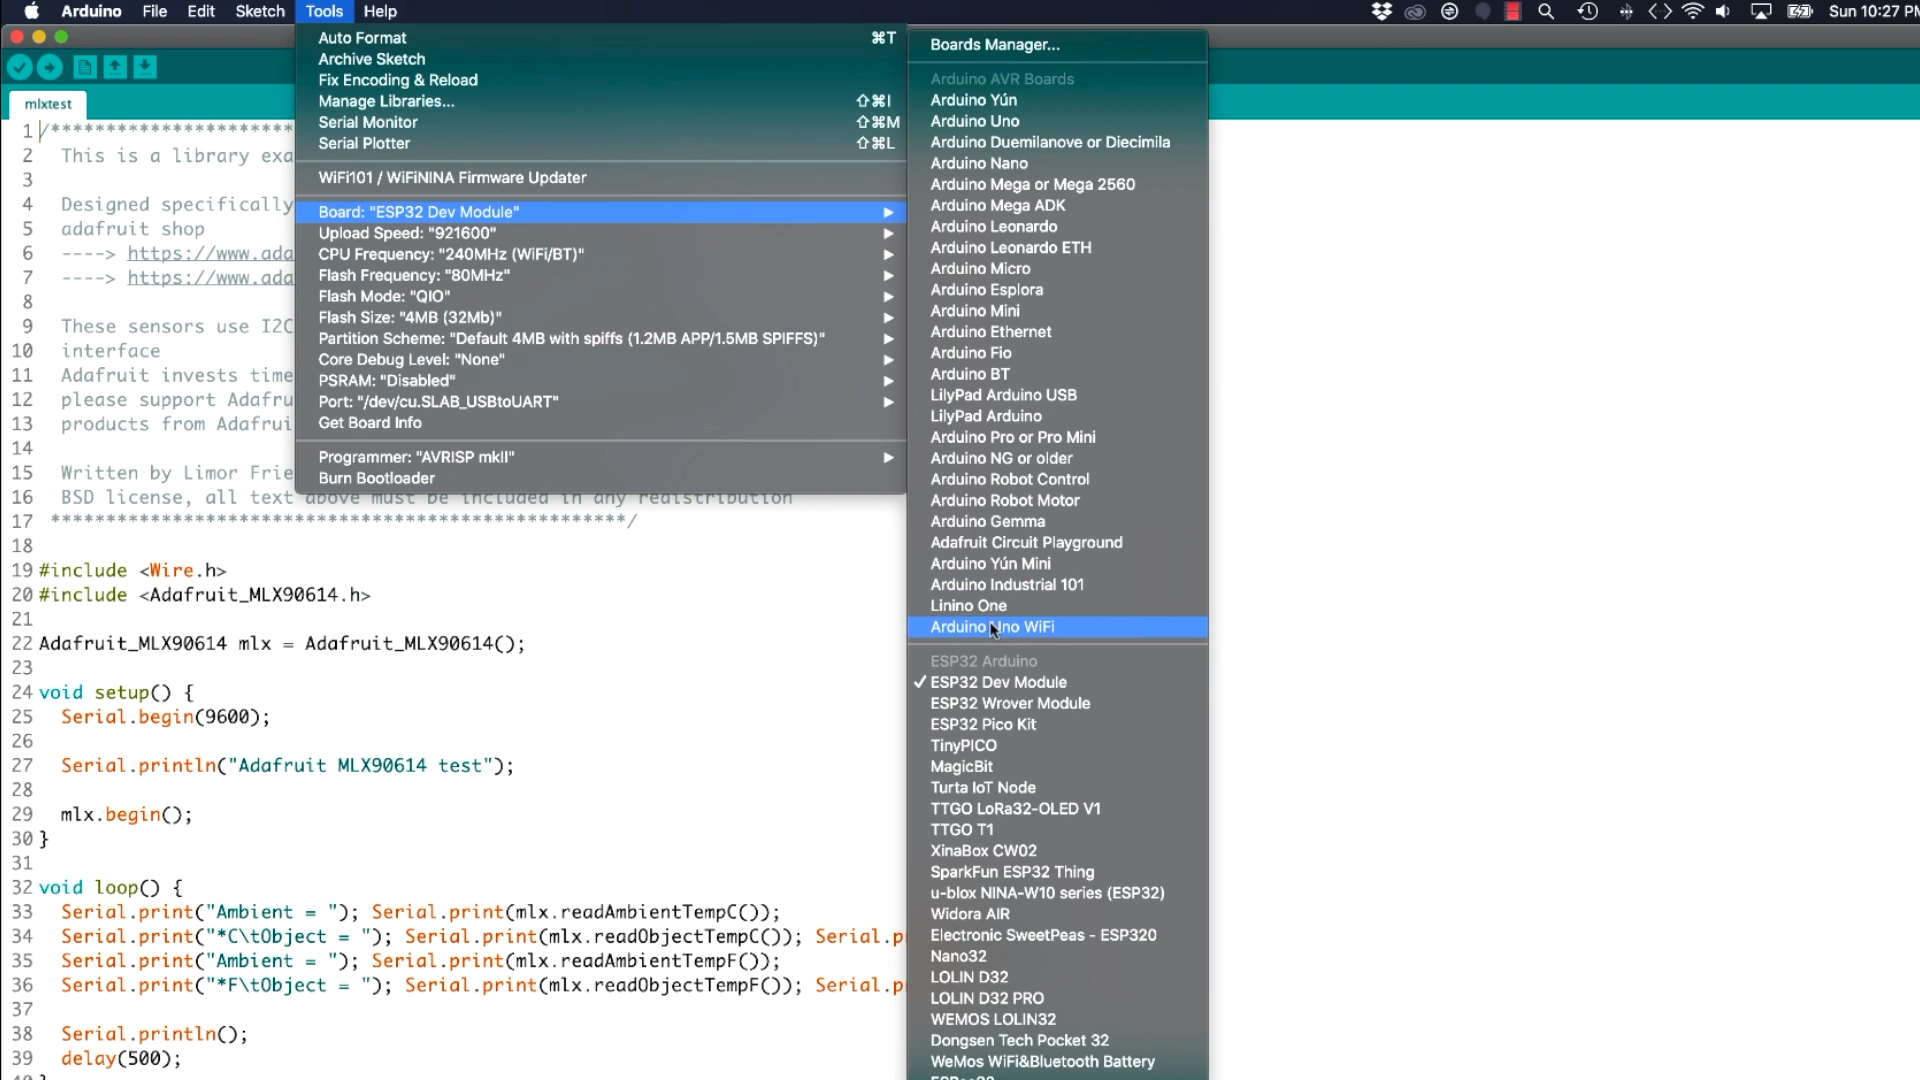 Arduino File Edit Sketch Tools Help
Sun 10:27 PM
mlxtest
Auto Format ⌘T
Archive Sketch
Fix Encoding & Reload
Manage Libraries... ⇧⌘I
Serial Monitor ⇧⌘M
Serial Plotter ⇧⌘L
WiFi101 / WiFiNINA Firmware Updater
Board: "ESP32 Dev Module"
Upload Speed: "921600"
CPU Frequency: "240MHz (WiFi/BT)"
Flash Frequency: "80MHz"
Flash Mode: "QIO"
Flash Size: "4MB (32Mb)"
Partition Scheme: "Default 4MB with spiffs (1.2MB APP/1.5MB SPIFFS)"
Core Debug Level: "None"
PSRAM: "Disabled"
Port: "/dev/cu.SLAB_USBtoUART"
Get Board Info
Programmer: "AVRISP mkII"
Burn Bootloader
Boards Manager...
Arduino AVR Boards
Arduino Yún
Arduino Uno
Arduino Duemilanove or Diecimila
Arduino Nano
Arduino Mega or Mega 2560
Arduino Mega ADK
Arduino Leonardo
Arduino Leonardo ETH
Arduino Micro
Arduino Esplora
Arduino Mini
Arduino Ethernet
Arduino Fio
Arduino BT
LilyPad Arduino USB
LilyPad Arduino
Arduino Pro or Pro Mini
Arduino NG or older
Arduino Robot Control
Arduino Robot Motor
Arduino Gemma
Adafruit Circuit Playground
Arduino Yún Mini
Arduino Industrial 101
Linino One
Arduino Uno WiFi
ESP32 Arduino
✓ ESP32 Dev Module
ESP32 Wrover Module
ESP32 Pico Kit
TinyPICO
MagicBit
Turta IoT Node
TTGO LoRa32-OLED V1
TTGO T1
XinaBox CW02
SparkFun ESP32 Thing
u-blox NINA-W10 series (ESP32)
Widora AIR
Electronic SweetPeas - ESP320
Nano32
LOLIN D32
LOLIN D32 PRO
WEMOS LOLIN32
Dongsen Tech Pocket 32
WeMos WiFi&Bluetooth Battery
1 /**********************
2 This is a library exa
3
4 Designed specifically
5 adafruit shop
6 ----> https://www.ada
7 ----> https://www.ada
8
9 These sensors use I2C
10 interface
11 Adafruit invests time
12 please support Adafru
13 products from Adafrui
14
15 Written by Limor Frie
16 BSD license, all text above must be included in any redistribution
17 ****************************************************/
18
19 #include <Wire.h>
20 #include <Adafruit_MLX90614.h>
21
22 Adafruit_MLX90614 mlx = Adafruit_MLX90614();
23
24 void setup() {
25 Serial.begin(9600);
26
27 Serial.println("Adafruit MLX90614 test");
28
29 mlx.begin();
30 }
31
32 void loop() {
33 Serial.print("Ambient = "); Serial.print(mlx.readAmbientTempC());
34 Serial.print("*C\tObject = "); Serial.print(mlx.readObjectTempC()); Serial.p
35 Serial.print("Ambient = "); Serial.print(mlx.readAmbientTempF());
36 Serial.print("*F\tObject = "); Serial.print(mlx.readObjectTempF()); Serial.p
37
38 Serial.println();
39 delay(500);